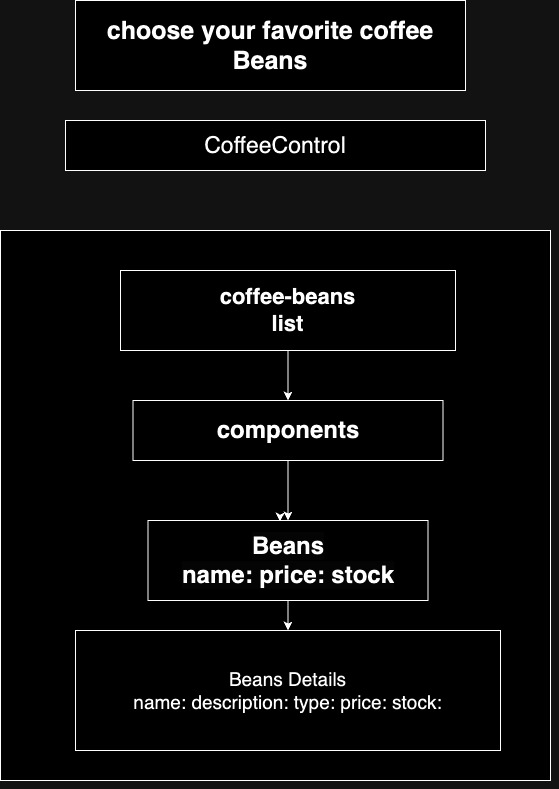 choose your favorite coffee
Beans
CoffeeControl
coffee-beans
list
components
Beans
name: price: stock
Beans Details
name: description: type: price: stock: